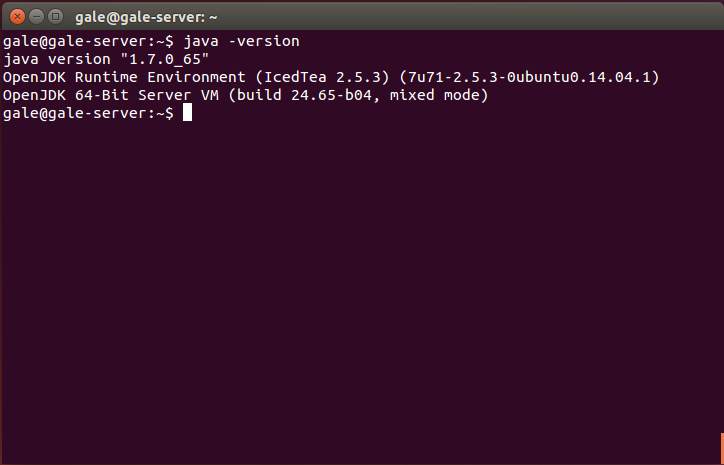 gale@gale-server: ~
gale@gale-server:~$ java -version
java version "1.7.0_65"
OpenJDK Runtime Environment (IcedTea 2.5.3) (7u71-2.5.3-0ubuntu0.14.04.1)
OpenJDK 64-Bit Server VM (build 24.65-b04, mixed mode)
gale@gale-server:~$